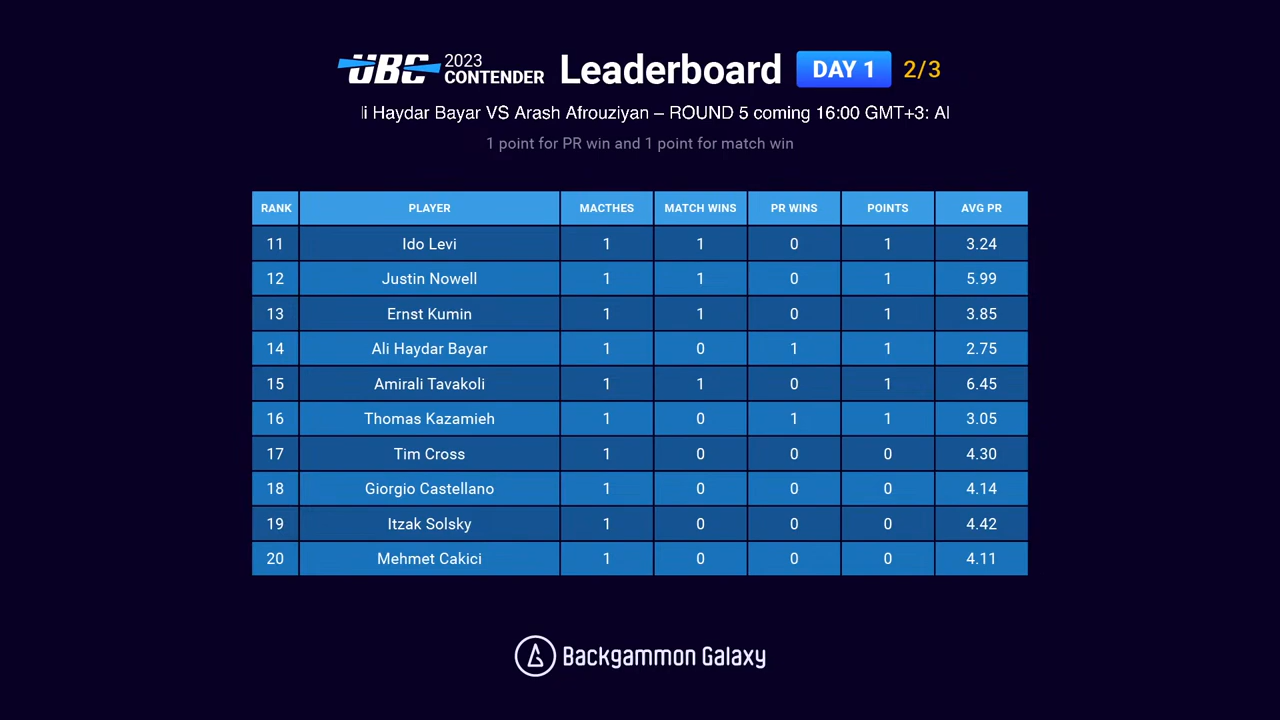 UBC 2023 CONTENDER Leaderboard DAY 1 2/3
li Haydar Bayar VS Arash Afrouziyan – ROUND 5 coming 16:00 GMT+3: Al
1 point for PR win and 1 point for match win
RANK PLAYER MACTHES MATCH WINS PR WINS POINTS AVG PR
11 Ido Levi 1 1 0 1 3.24
12 Justin Nowell 1 1 0 1 5.99
13 Ernst Kumin 1 1 0 1 3.85
14 Ali Haydar Bayar 1 0 1 1 2.75
15 Amirali Tavakoli 1 1 0 1 6.45
16 Thomas Kazamieh 1 0 1 1 3.05
17 Tim Cross 1 0 0 0 4.30
18 Giorgio Castellano 1 0 0 0 4.14
19 Itzak Solsky 1 0 0 0 4.42
20 Mehmet Cakici 1 0 0 0 4.11
Backgammon Galaxy